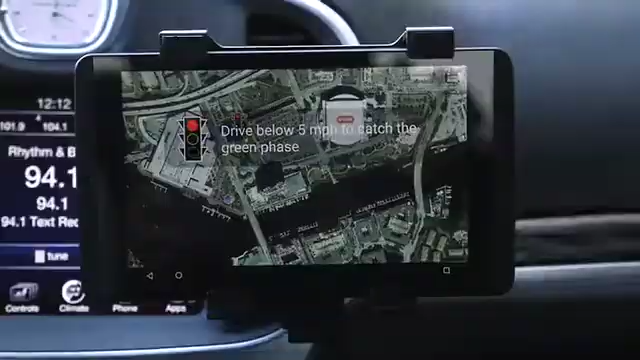 12:12
101.9
104.1
Rhythm & B
94.1
94.1
94.1 Text Rec
tune
Controls
Climate
Phone
Apps
Drive below 5 mph to catch the
green phase